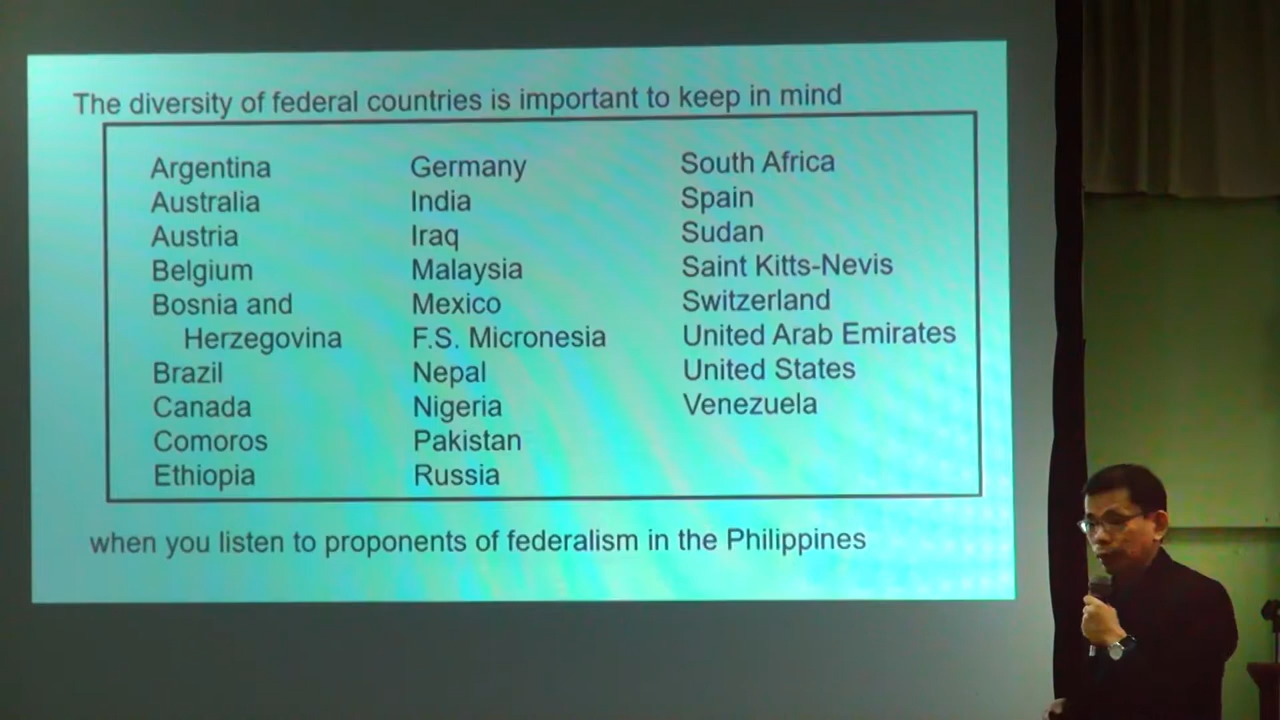 The diversity of federal countries is important to keep in mind
Argentina
Australia
Austria
Belgium
Bosnia and
Herzegovina
Brazil
Canada
Comoros
Ethiopia
Germany
India
Iraq
Malaysia
Mexico
F.S. Micronesia
Nepal
Nigeria
Pakistan
Russia
South Africa
Spain
Sudan
Saint Kitts-Nevis
Switzerland
United Arab Emirates
United States
Venezuela
when you listen to proponents of federalism in the Philippines